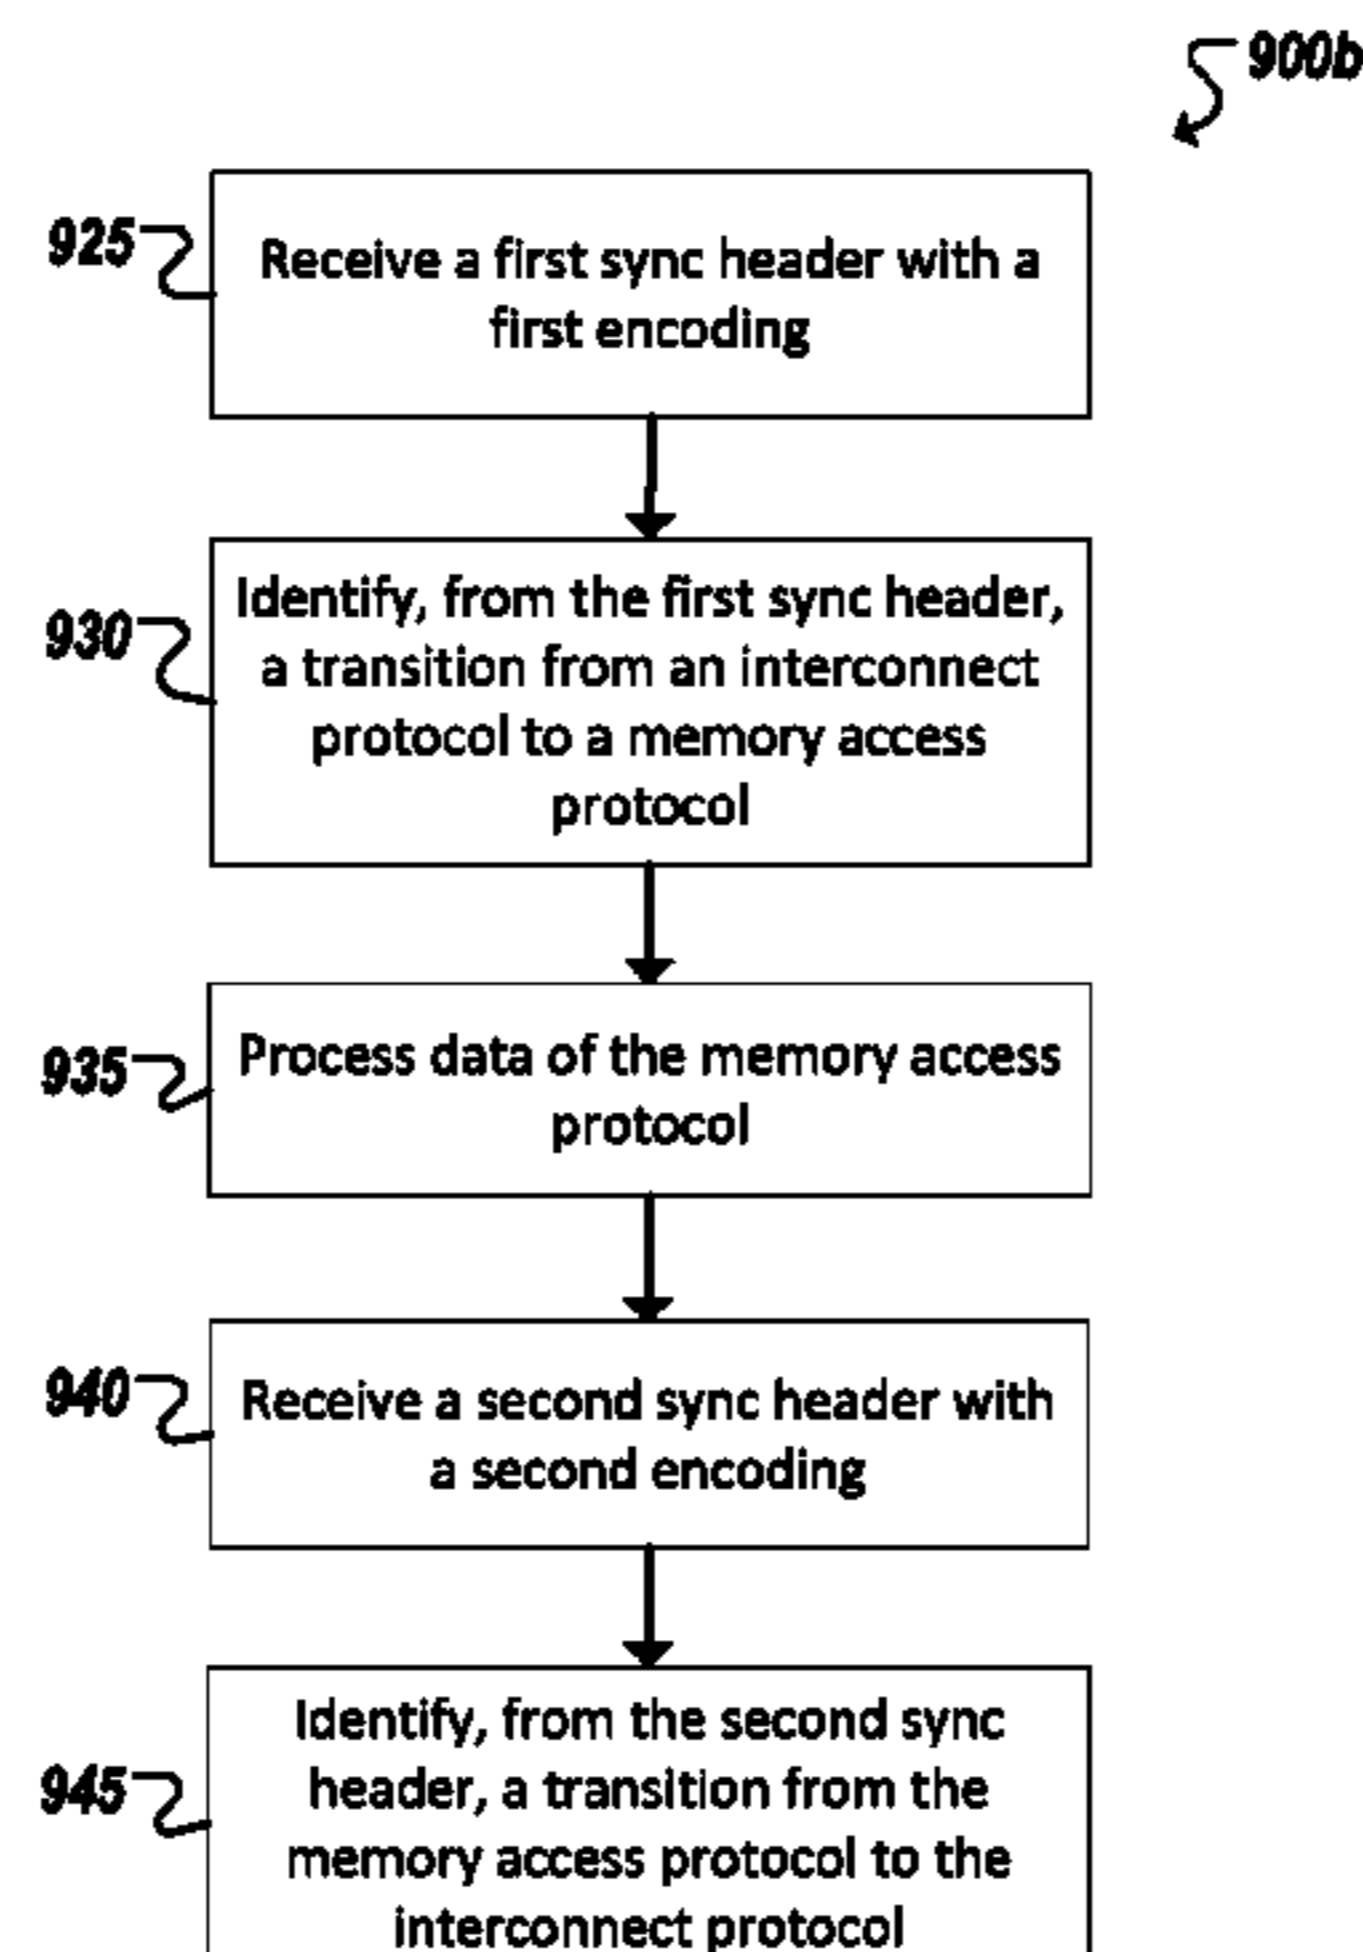 900b
925
Receive a first sync header with a
first encoding
930
Identify, from the first sync header,
a transition from an interconnect
protocol to a memory access
protocol
935
Process data of the memory access
protocol
940
Receive a second sync header with
a second encoding
945
Identify, from the second sync
header, a transition from the
memory access protocol to the
interconnect protocol